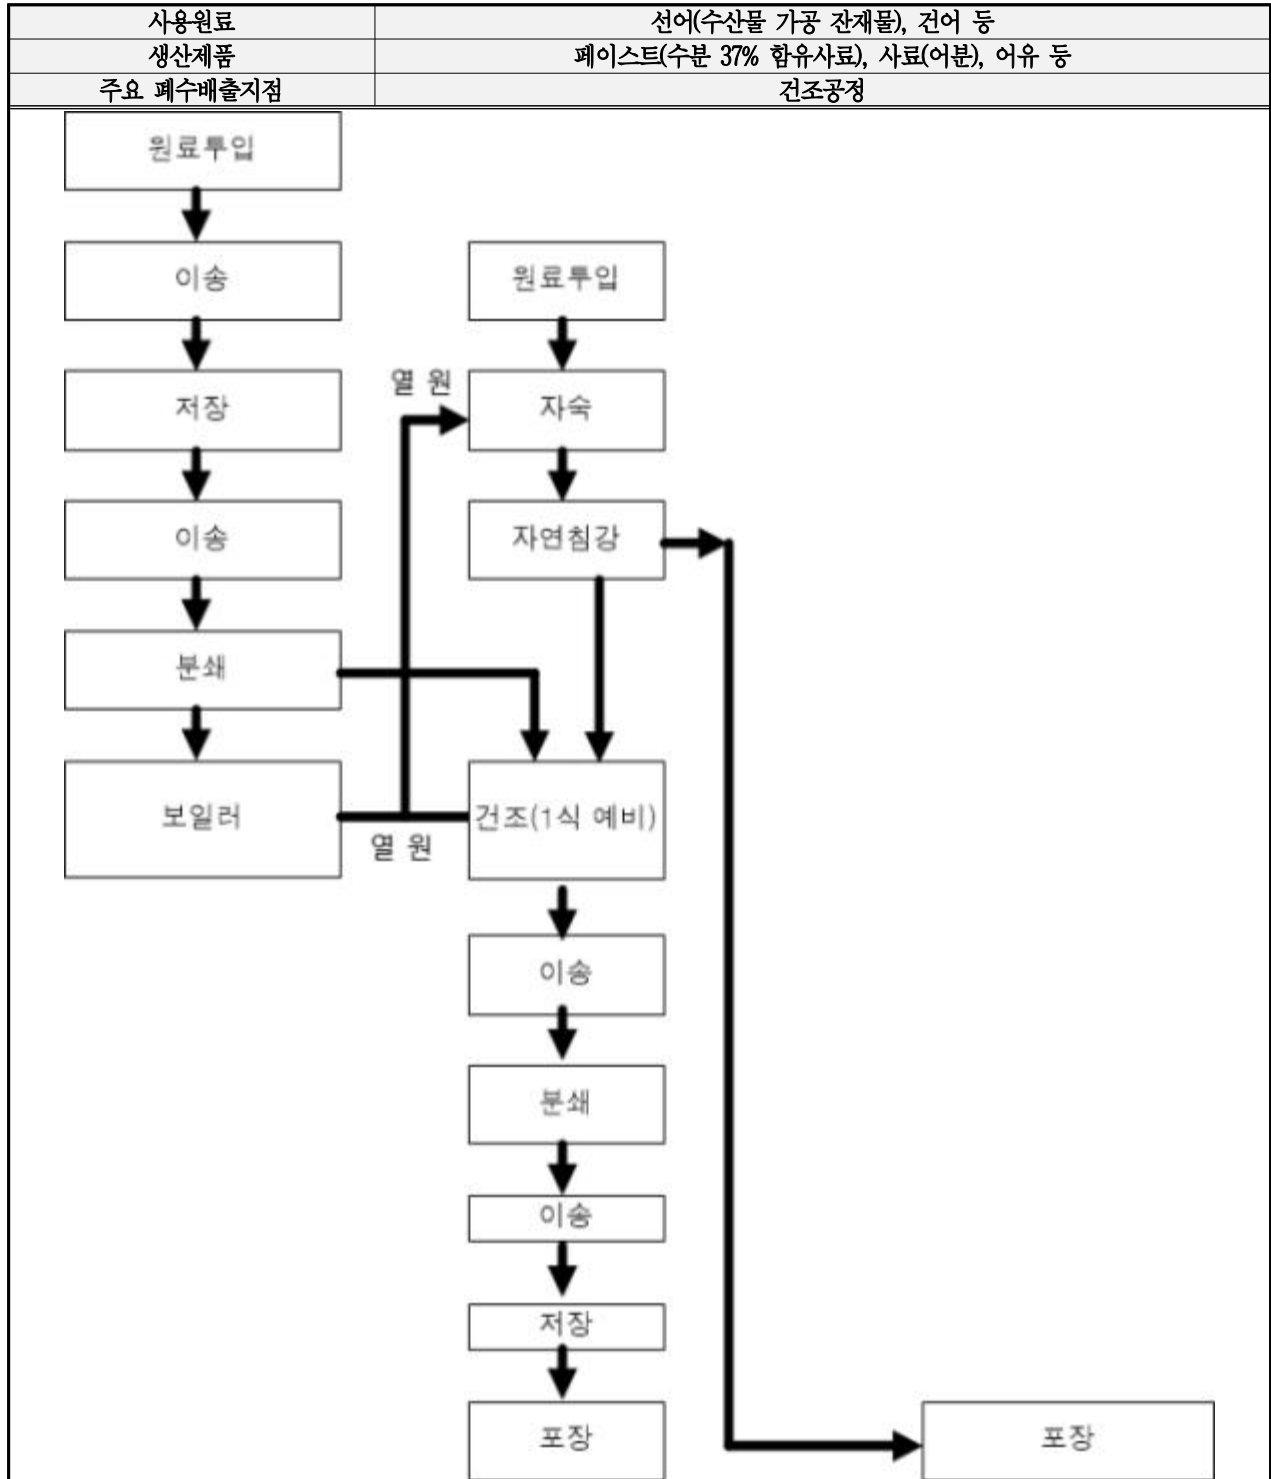 사용원료 선어(수산물 가공 잔재물), 건어 등
생산제품 페이스트(수분 37% 함유사료), 사료(어분), 어유 등
주요 폐수배출지점 건조공정
원료투입
이송 원료투입
열 원
저장 자숙
이송 자연침강
분쇄
보일러 건조(1식 예비)
열 원
이송
분쇄
이송
저장
포장 포장